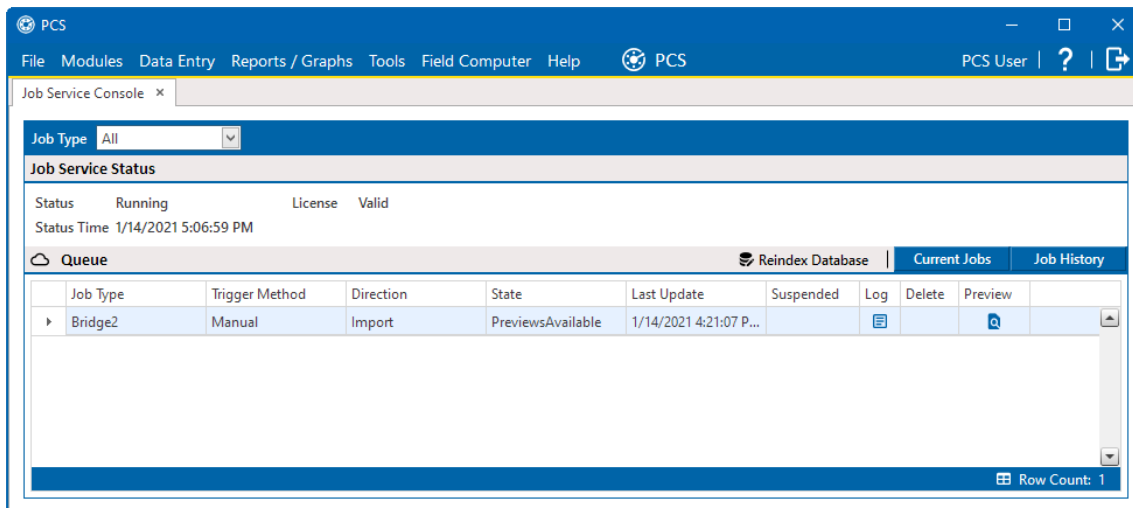 PCS
File Modules Data Entry Reports / Graphs Tools Field Computer Help PCS PCS User | ? |
Job Service Console ×
Job Type All
Job Service Status
Status Running License Valid
Status Time 1/14/2021 5:06:59 PM
Queue Reindex Database | Current Jobs Job History
Job Type Trigger Method Direction State Last Update Suspended Log Delete Preview
Bridge2 Manual Import PreviewsAvailable 1/14/2021 4:21:07 P...
Row Count: 1